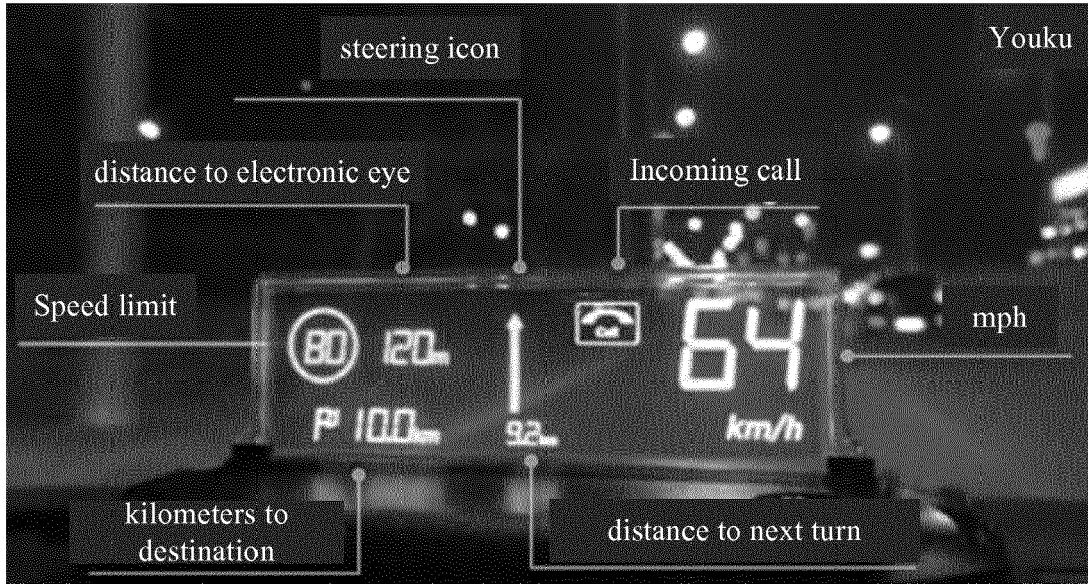 steering icon
Youku
distance to electronic eye
Incoming call
Speed limit
mph
80 120m
Call
64
km/h
P 10.0km
9.2km
kilometers to
destination
distance to next turn